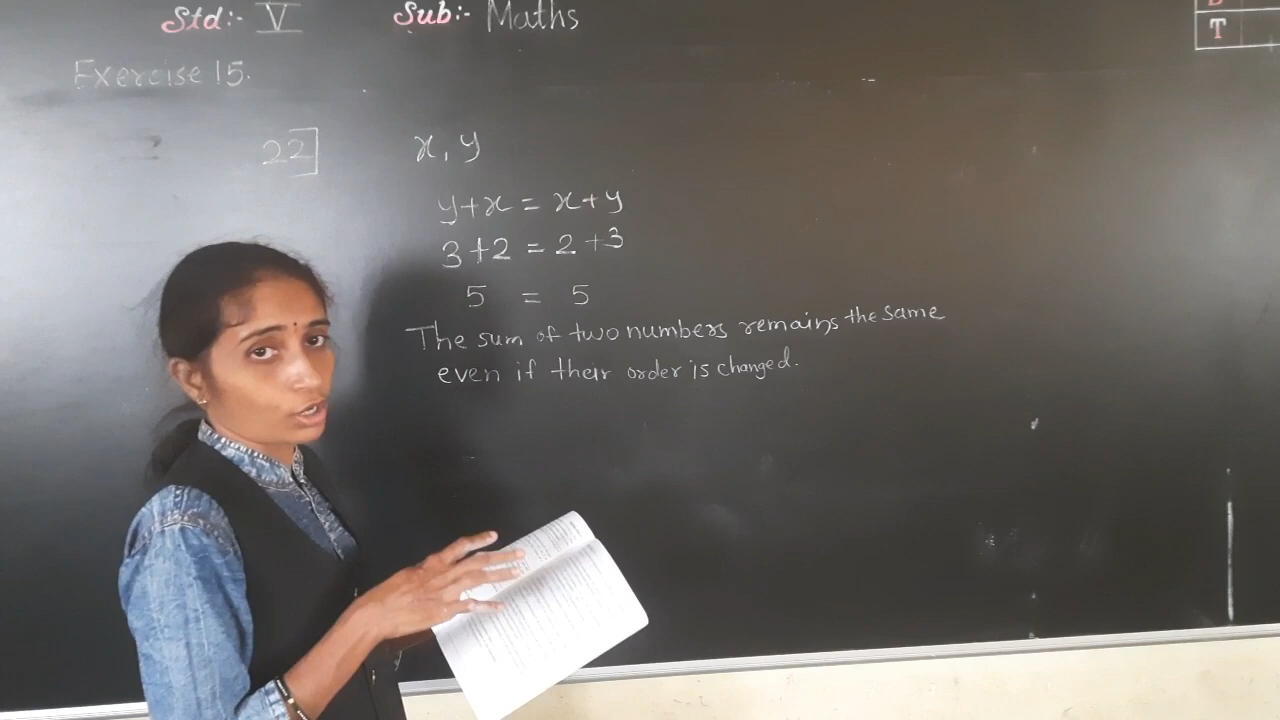 Std:- V Sub:- Maths
T
Exercise 15.
22] x, y
y+x = x+y
3+2 = 2+3
5 = 5
The sum of two numbers remains the same
even if their order is changed.